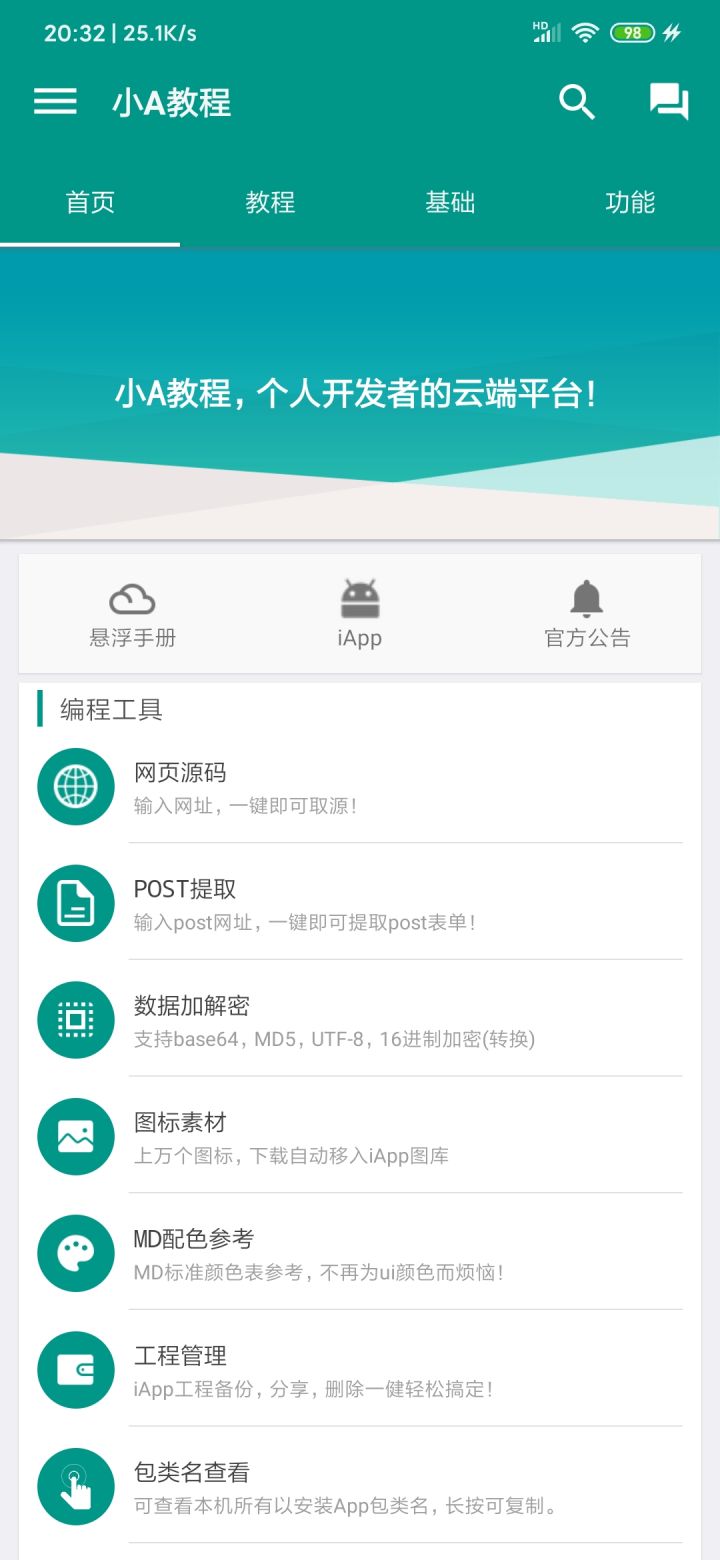 20:32 | 25.1K/s HD 98
小A教程
首页 教程 基础 功能
小A教程，个人开发者的云端平台！
悬浮手册 iApp 官方公告
编程工具
网页源码
输入网址，一键即可取源！
POST提取
输入post网址，一键即可提取post表单！
数据加解密
支持base64，MD5，UTF-8，16进制加密(转换)
图标素材
上万个图标，下载自动移入iApp图库
MD配色参考
MD标准颜色表参考，不再为ui颜色而烦恼！
工程管理
iApp工程备份，分享，删除一健轻松搞定！
包类名查看
可查看本机所有以安装App包类名，长按可复制。